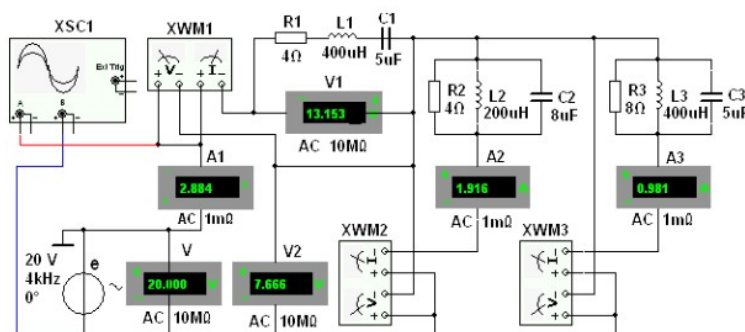 XSC1
Ext Trig
A
B
XWM1
V
I
R1
4Ω
L1
400uH
C1
5uF
V1
13.153
AC 10MΩ
R2
4Ω
L2
200uH
C2
8uF
R3
8Ω
L3
400uH
C3
5uF
A1
2.884
AC 1mΩ
A2
1.916
AC 1mΩ
A3
0.981
AC 1mΩ
20 V
4kHz
0°
e
V
20.000
AC 10MΩ
V2
7.666
AC 10MΩ
XWM2
I
V
XWM3
I
V